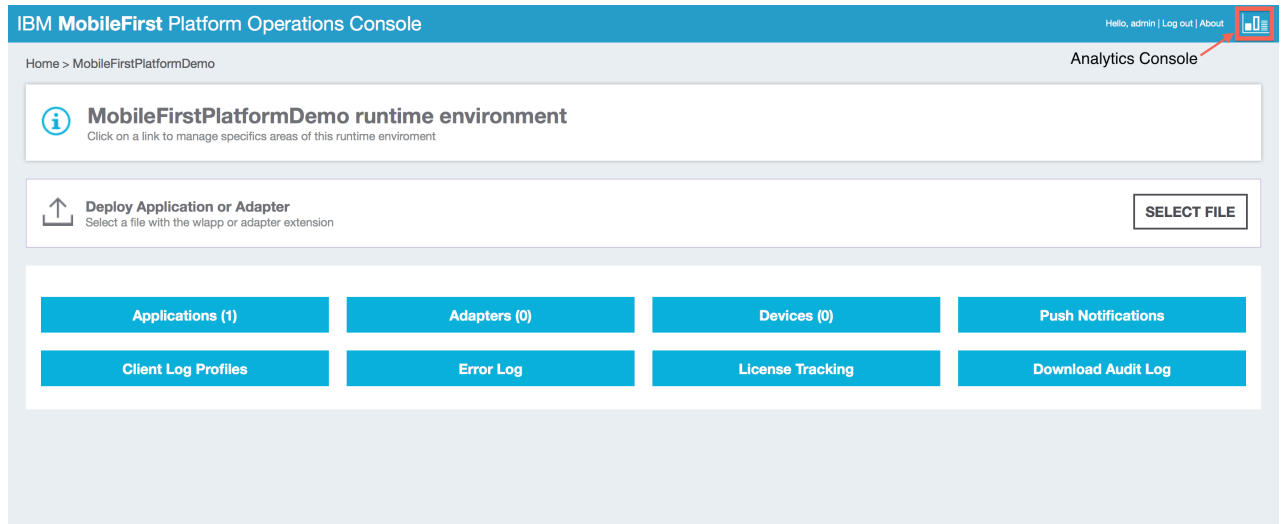 IBM MobileFirst Platform Operations Console
Hello, admin | Log out | About
Home > MobileFirstPlatformDemo
Analytics Console
MobileFirstPlatformDemo runtime environment
Click on a link to manage specifics areas of this runtime enviroment
Deploy Application or Adapter
Select a file with the wlapp or adapter extension
SELECT FILE
Applications (1)
Adapters (0)
Devices (0)
Push Notifications
Client Log Profiles
Error Log
License Tracking
Download Audit Log